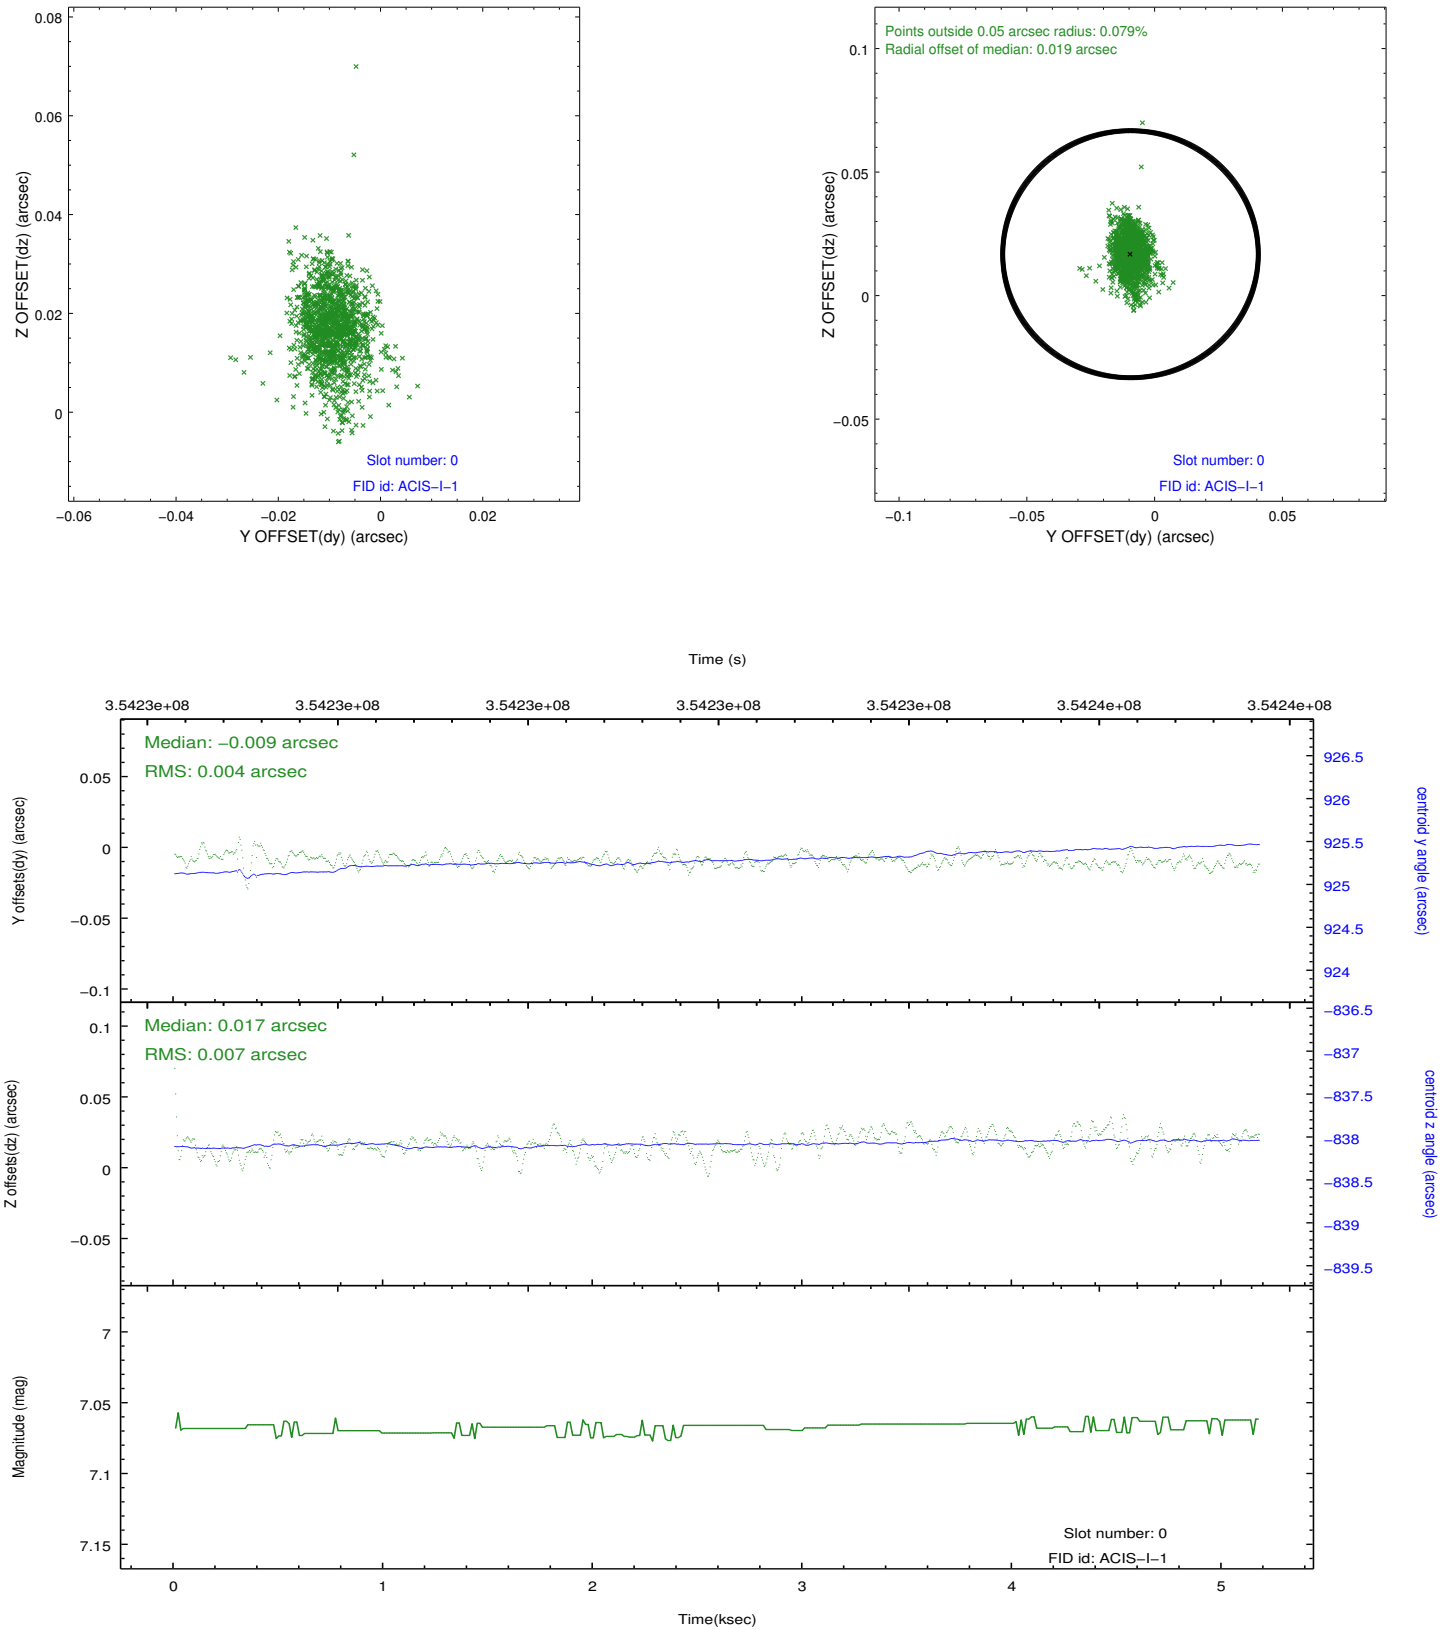 0.08
0.06
0.04
0.02
0
Z OFFSET(dz) (arcsec)
Slot number: 0
FID id: ACIS−I−1
−0.06
−0.04
−0.02
0
0.02
Y OFFSET(dy) (arcsec)
Points outside 0.05 arcsec radius: 0.079%
Radial offset of median: 0.019 arcsec
0.1
0.05
0
−0.05
Z OFFSET(dz) (arcsec)
Slot number: 0
FID id: ACIS−I−1
−0.1
−0.05
0
0.05
Y OFFSET(dy) (arcsec)
Time (s)
3.5423e+08
3.5423e+08
3.5423e+08
3.5423e+08
3.5423e+08
3.5424e+08
3.5424e+08
Median: −0.009 arcsec
RMS: 0.004 arcsec
0.05
0
−0.05
−0.1
Y offsets(dy) (arcsec)
926.5
926
925.5
925
924.5
924
centroid y angle (arcsec)
Median: 0.017 arcsec
RMS: 0.007 arcsec
0.1
0.05
0
−0.05
Z offsets(dz) (arcsec)
−836.5
−837
−837.5
−838
−838.5
−839
−839.5
centroid z angle (arcsec)
7
7.05
7.1
7.15
Magnitude (mag)
Slot number: 0
FID id: ACIS−I−1
0
1
2
3
4
5
Time(ksec)